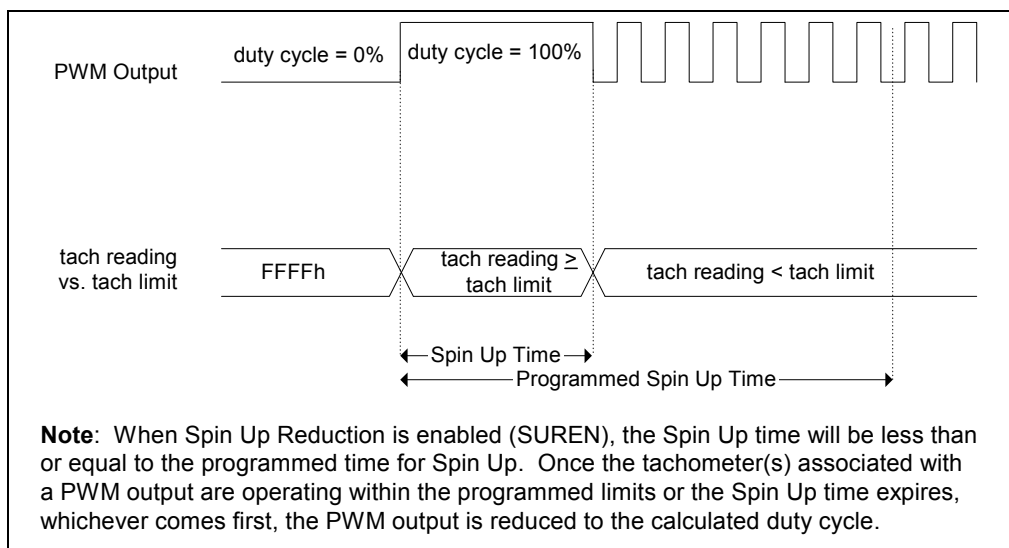 PWM Output
duty cycle = 0%
duty cycle = 100%
tach reading
vs. tach limit
FFFFh
tach reading ≥
tach limit
tach reading < tach limit
Spin Up Time
Programmed Spin Up Time
Note: When Spin Up Reduction is enabled (SUREN), the Spin Up time will be less than
or equal to the programmed time for Spin Up. Once the tachometer(s) associated with
a PWM output are operating within the programmed limits or the Spin Up time expires,
whichever comes first, the PWM output is reduced to the calculated duty cycle.